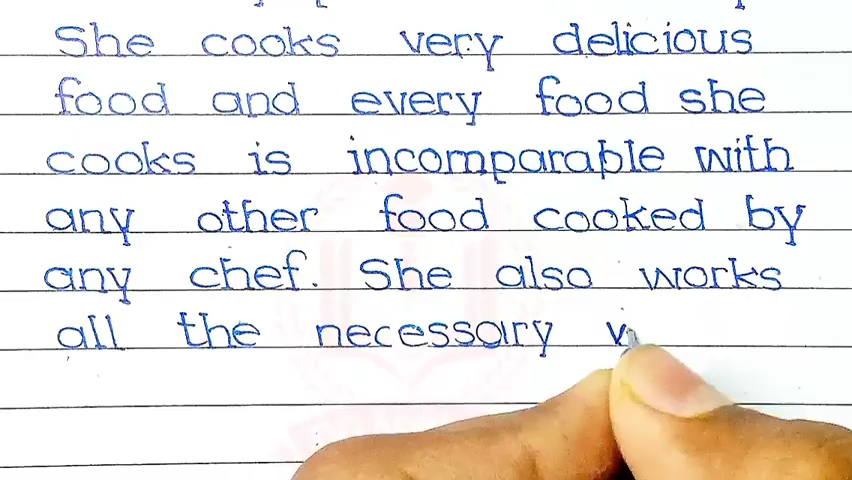 She cooks very delicious
food and every food she
cooks is incomparable with
any other food cooked by
any chef. She also works
all the necessary